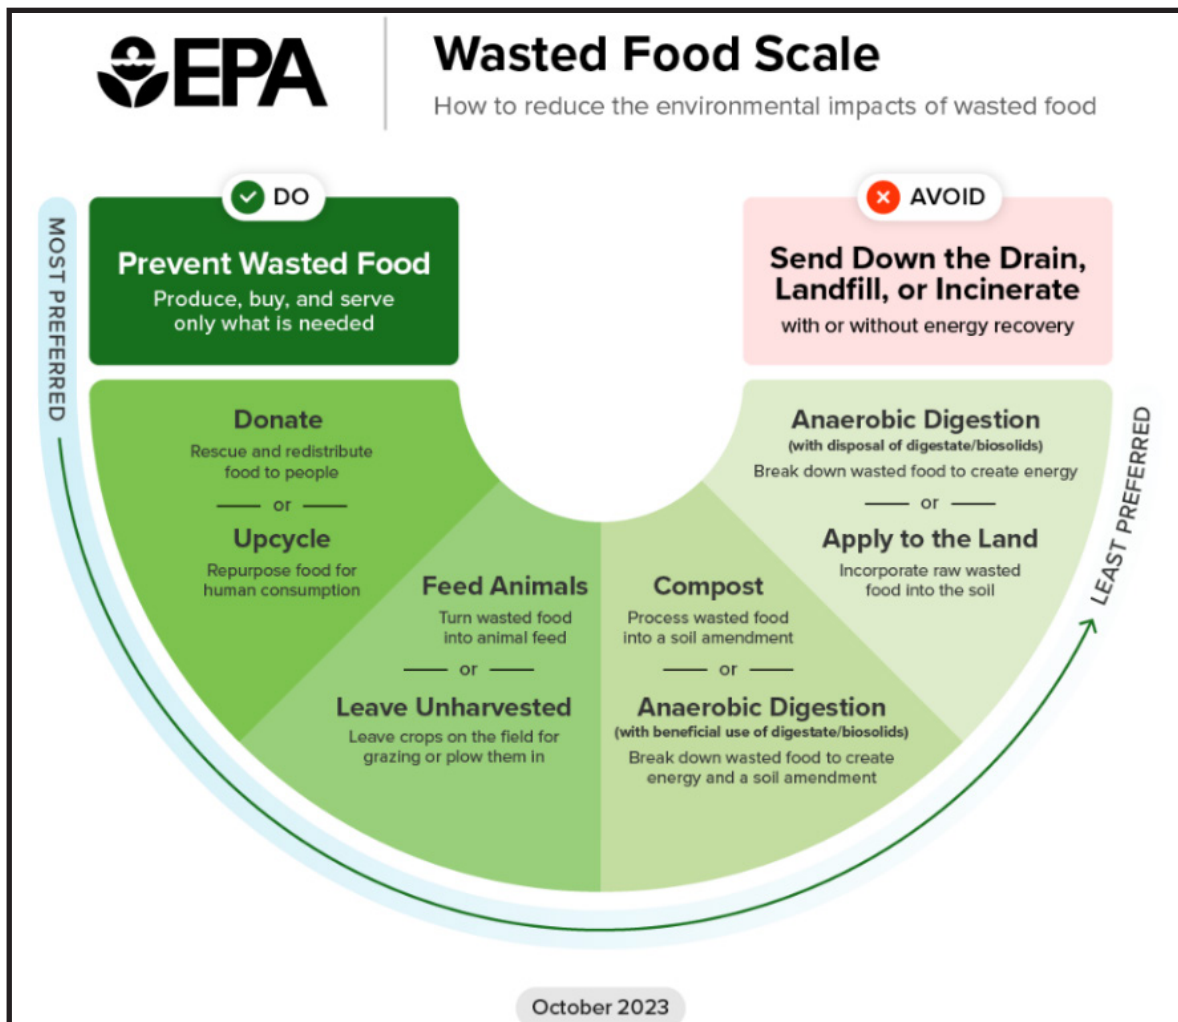 EPA
Wasted Food Scale
How to reduce the environmental impacts of wasted food
DO
AVOID
MOST PREFERRED
Prevent Wasted Food
Produce, buy, and serve
only what is needed
Send Down the Drain,
Landfill, or Incinerate
with or without energy recovery
Donate
Rescue and redistribute
food to people
or
Upcycle
Repurpose food for
human consumption
Feed Animals
Turn wasted food
into animal feed
or
Leave Unharvested
Leave crops on the field for
grazing or plow them in
Compost
Process wasted food
into a soil amendment
or
Anaerobic Digestion
(with beneficial use of digestate/biosolids)
Break down wasted food to create
energy and a soil amendment
Anaerobic Digestion
(with disposal of digestate/biosolids)
Break down wasted food to create energy
or
Apply to the Land
Incorporate raw wasted
food into the soil
LEAST PREFERRED
October 2023